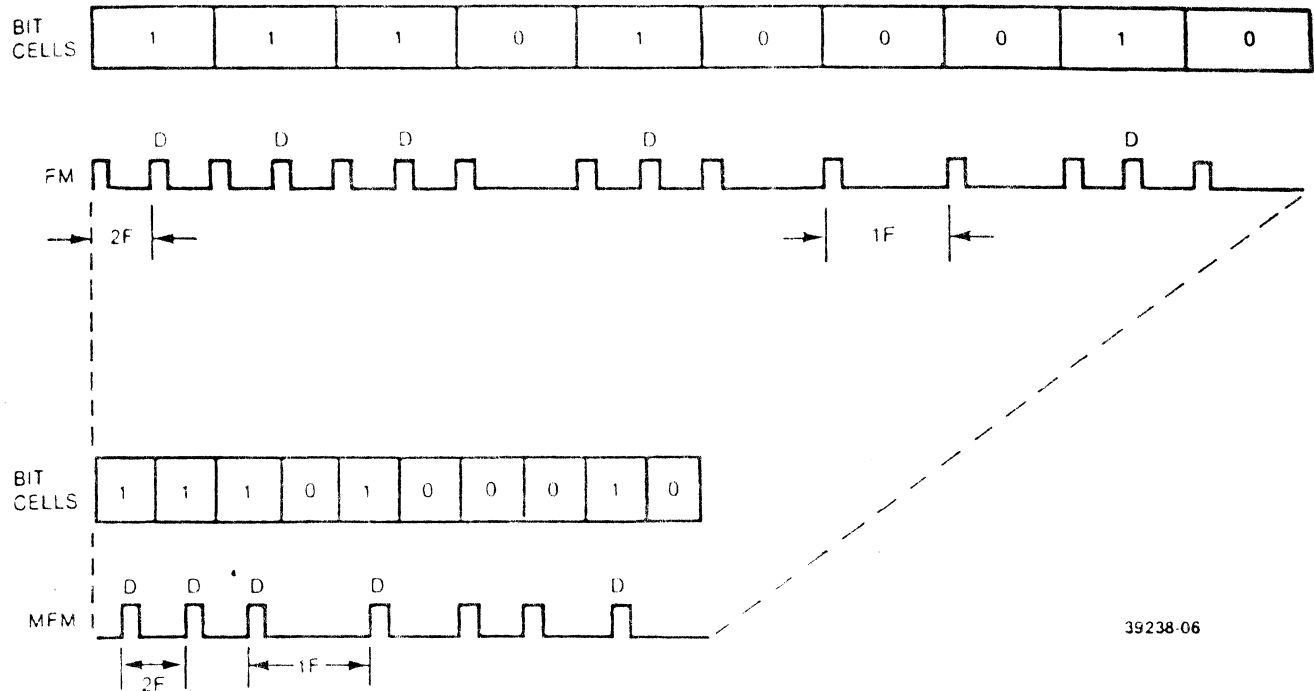 BIT
CELLS
1 1 1 0 1 0 0 0 1 0
D D D D D
FM
2F 1F
BIT
CELLS
1 1 1 0 1 0 0 0 1 0
D D D D D
MFM
39238-06
1F
2F